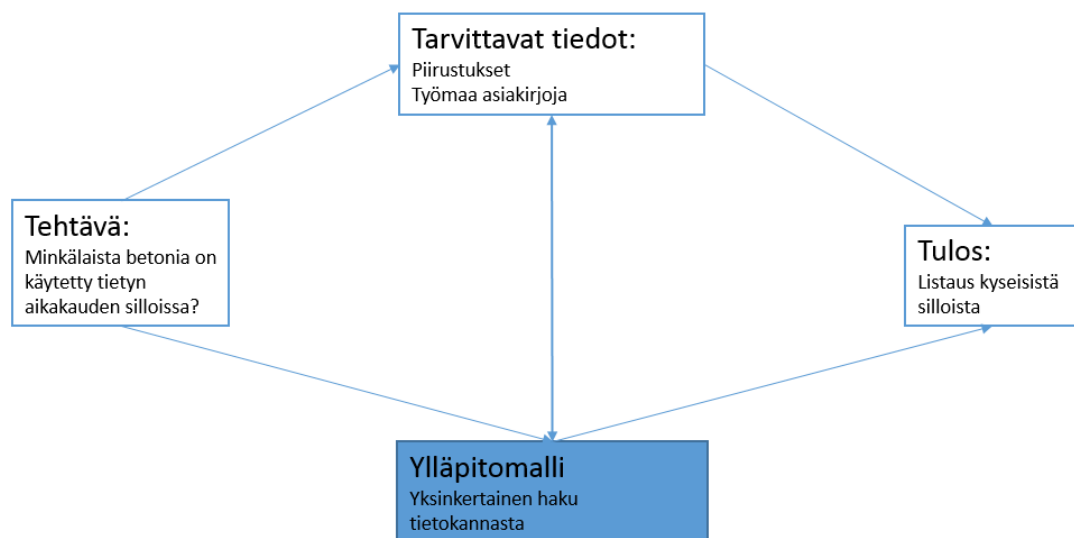 Tarvittavat tiedot:
Piirustukset
Työmaa asiakirjoja
Tehtävä:
Minkälaista betonia on
käytetty tietyn
aikakauden silloissa?
Tulos:
Listaus kyseisistä
silloista
Ylläpitomalli
Yksinkertainen haku
tietokannasta